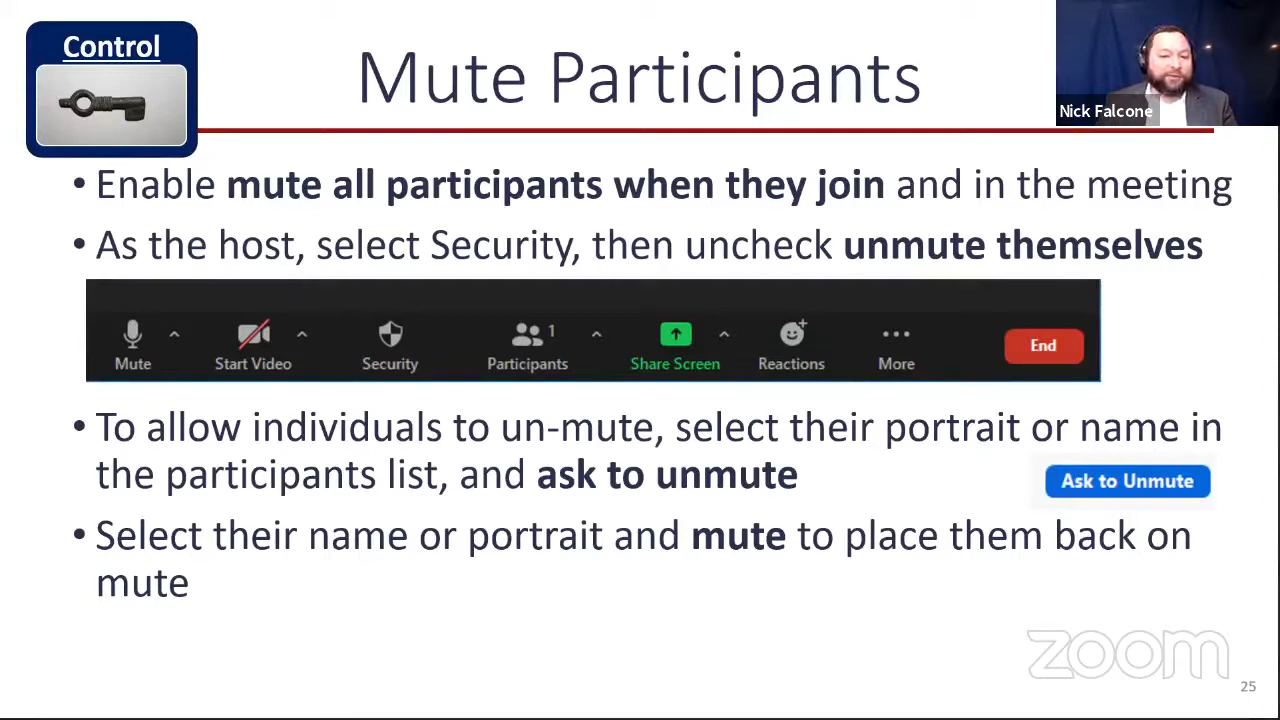 Control
Mute Participants
Nick Falcone
• Enable mute all participants when they join and in the meeting
• As the host, select Security, then uncheck unmute themselves
Mute Start Video Security Participants 1 Share Screen Reactions More End
• To allow individuals to un-mute, select their portrait or name in
the participants list, and ask to unmute
Ask to Unmute
• Select their name or portrait and mute to place them back on
mute
zoom
25